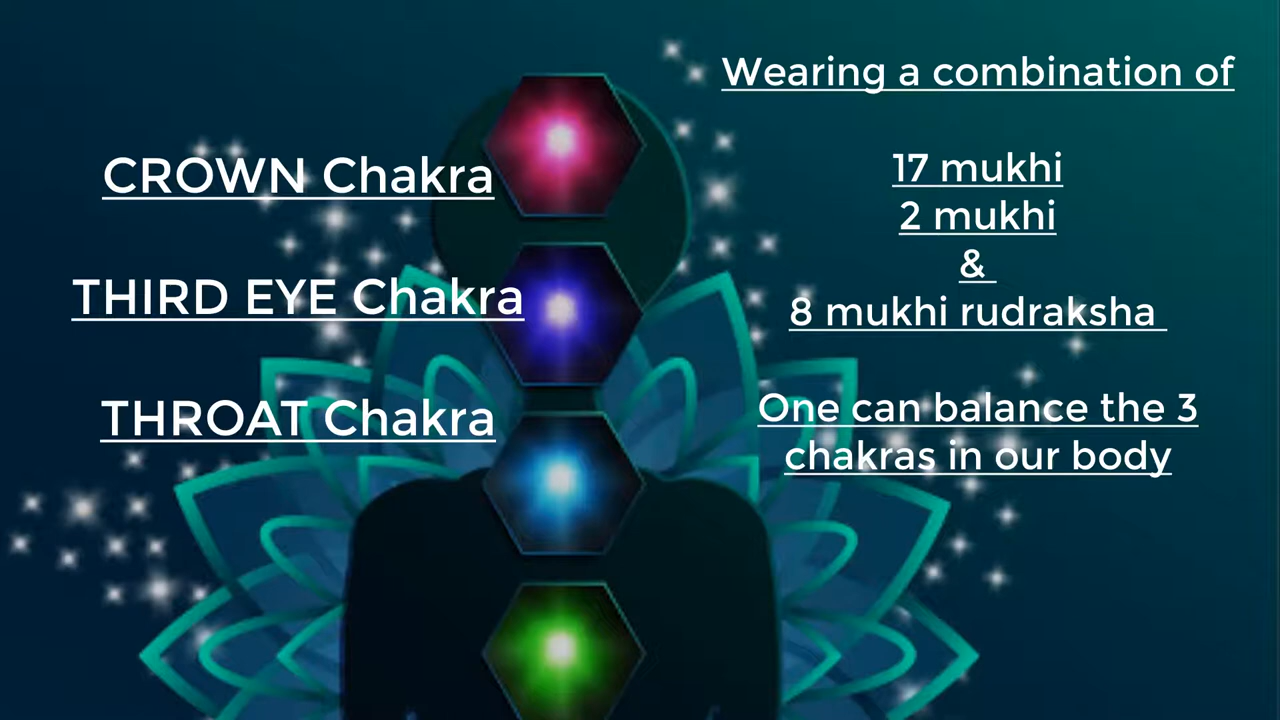 CROWN Chakra
THIRD EYE Chakra
THROAT Chakra
Wearing a combination of
17 mukhi
2 mukhi
&
8 mukhi rudraksha
One can balance the 3
chakras in our body